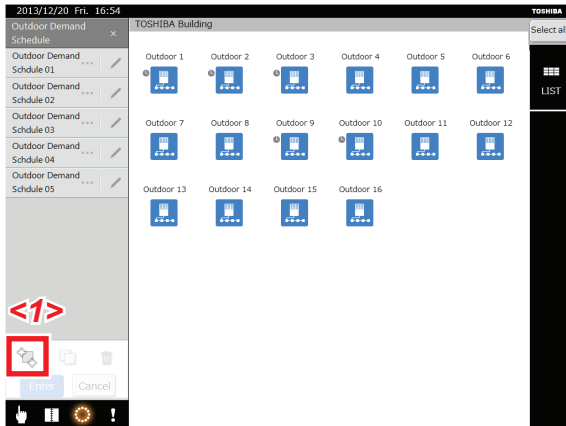 2013/12/20 Fri. 16:54
TOSHIBA
Outdoor Demand
Schedule
×
TOSHIBA Building
Select all
LIST
Outdoor Demand
Schdule 01
Outdoor Demand
Schdule 02
Outdoor Demand
Schdule 03
Outdoor Demand
Schdule 04
Outdoor Demand
Schdule 05
Outdoor 1 Outdoor 2 Outdoor 3 Outdoor 4 Outdoor 5 Outdoor 6
Outdoor 7 Outdoor 8 Outdoor 9 Outdoor 10 Outdoor 11 Outdoor 12
Outdoor 13 Outdoor 14 Outdoor 15 Outdoor 16
<1>
Enter Cancel